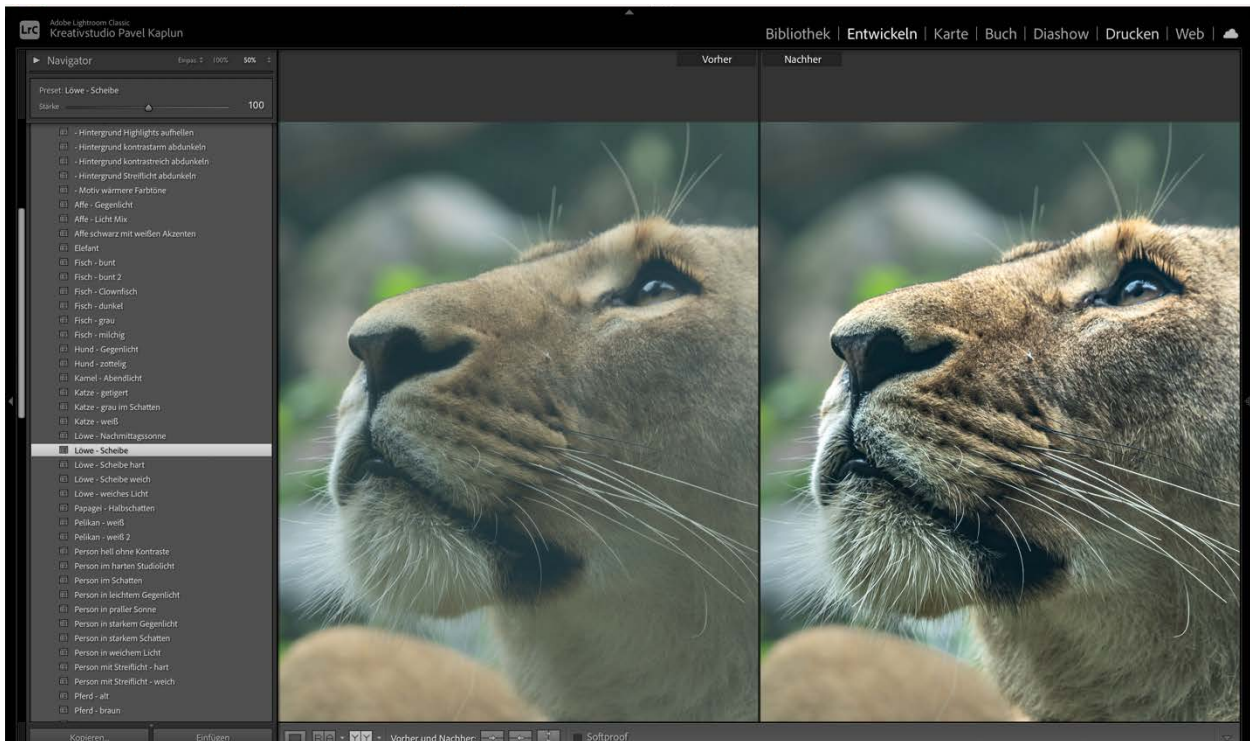 LrC
Adobe Lightroom Classic
Kreativstudio Pavel Kaplun
Bibliothek | Entwickeln | Karte | Buch | Diashow | Drucken | Web |
Navigator
Einpas. 100% 50%
Vorher
Nachher
Preset: Löwe - Scheibe
Stärke 100
- Hintergrund Highlights aufhellen
- Hintergrund kontrastarm abdunkeln
- Hintergrund kontrastreich abdunkeln
- Hintergrund Streiflicht abdunkeln
- Motiv wärmere Farbtöne
Affe - Gegenlicht
Affe - Licht Mix
Affe schwarz mit weißen Akzenten
Elefant
Fisch - bunt
Fisch - bunt 2
Fisch - Clownfisch
Fisch - dunkel
Fisch - grau
Fisch - milchig
Hund - Gegenlicht
Hund - zottelig
Kamel - Abendlicht
Katze - getigert
Katze - grau im Schatten
Katze - weiß
Löwe - Nachmittagssonne
Löwe - Scheibe
Löwe - Scheibe hart
Löwe - Scheibe weich
Löwe - weiches Licht
Papagei - Halbschatten
Pelikan - weiß
Pelikan - weiß 2
Person hell ohne Kontraste
Person im harten Studiolicht
Person im Schatten
Person in leichtem Gegenlicht
Person in praller Sonne
Person in starkem Gegenlicht
Person in starkem Schatten
Person in weichem Licht
Person mit Streiflicht - hart
Person mit Streiflicht - weich
Pferd - alt
Pferd - braun
Kopieren... Einfügen
Vorher und Nachher:
Softproof